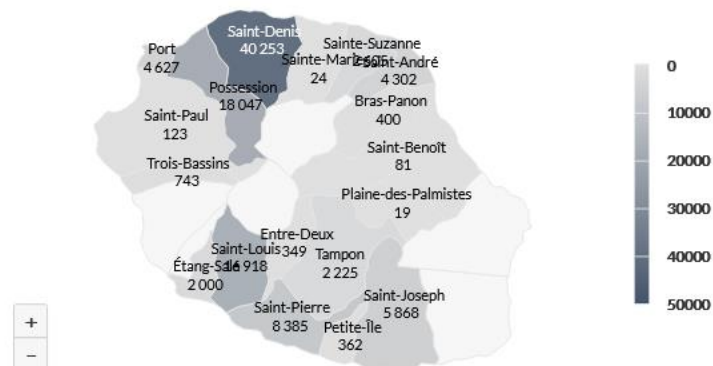 Saint-Denis
40 253
Port
4 627
Sainte-Suzanne
Sainte-Marie
24
Saint-André
4 302
Possession
18 047
Bras-Panon
400
Saint-Paul
123
Saint-Benoît
81
Trois-Bassins
743
Plaine-des-Palmistes
19
Entre-Deux
349
Saint-Louis
16 918
Tampon
2 225
Étang-Salé
2 000
Saint-Joseph
5 868
Saint-Pierre
8 385
Petite-Île
362
0
10000
20000
30000
40000
50000
+
−